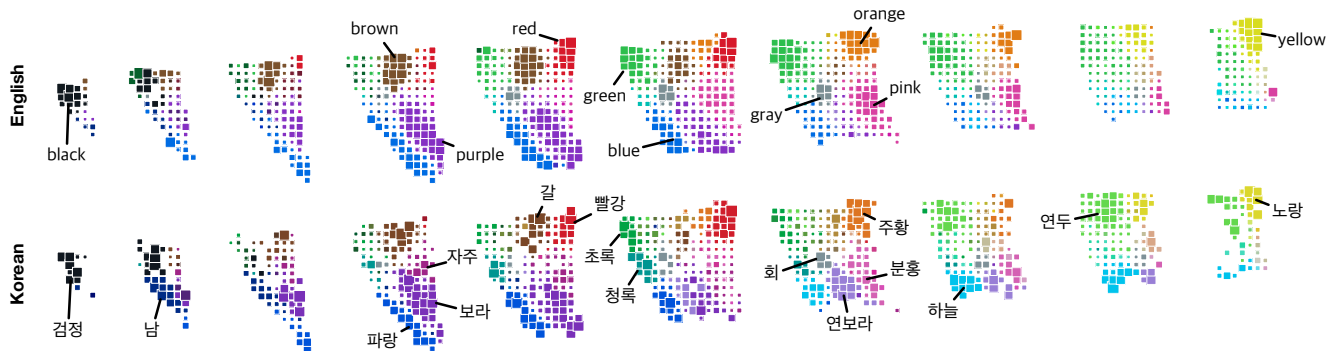 English
black
brown
purple
red
green
blue
orange
gray
pink
yellow
Korean
검정
남
자주
보라
파랑
갈
빨강
초록
청록
주황
회
분홍
연보라
하늘
연두
노랑